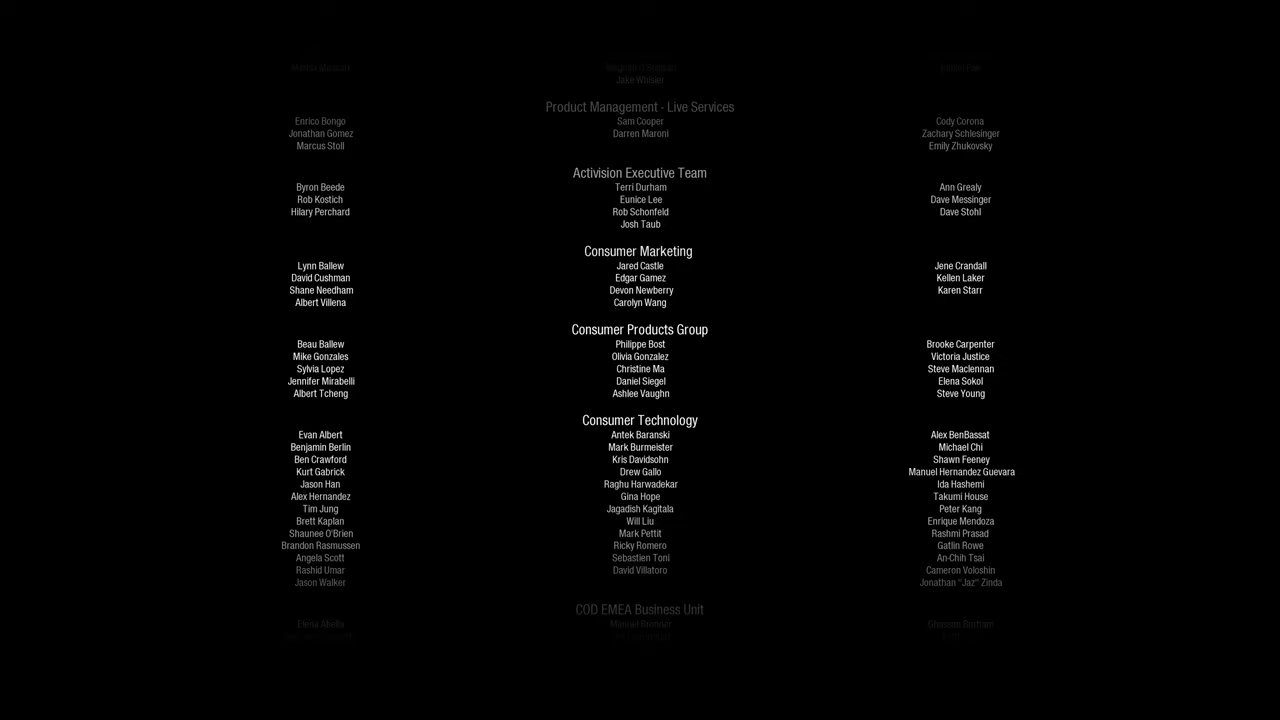 Jake Whisler
Product Management - Live Services
Enrico Bongo Sam Cooper Cody Corona
Jonathan Gomez Darren Maroni Zachary Schlesinger
Marcus Stoll Emily Zhukovsky
Activision Executive Team
Byron Beede Terri Durham Ann Grealy
Rob Kostich Eunice Lee Dave Messinger
Hilary Perchard Rob Schonfeld Dave Stohl
Josh Taub
Consumer Marketing
Lynn Ballew Jared Castle Jene Crandall
David Cushman Edgar Gamez Kellen Laker
Shane Needham Devon Newberry Karen Starr
Albert Villena Carolyn Wang
Consumer Products Group
Beau Ballew Philippe Bost Brooke Carpenter
Mike Gonzales Olivia Gonzalez Victoria Justice
Sylvia Lopez Christine Ma Steve Maclennan
Jennifer Mirabelli Daniel Siegel Elena Sokol
Albert Tcheng Ashlee Vaughn Steve Young
Consumer Technology
Evan Albert Antek Baranski Alex BenBassat
Benjamin Berlin Mark Burmeister Michael Chi
Ben Crawford Kris Davidsohn Shawn Feeney
Kurt Gabrick Drew Gallo Manuel Hernandez Guevara
Jason Han Raghu Harwadekar Ida Hashemi
Alex Hernandez Gina Hope Takumi House
Tim Jung Jagadish Kagitala Peter Kang
Brett Kaplan Will Liu Enrique Mendoza
Shaunee O'Brien Mark Pettit Rashmi Prasad
Brandon Rasmussen Ricky Romero Gatlin Rowe
Angela Scott Sebastien Toni An-Chih Tsai
Rashid Umar David Villatoro Cameron Voloshin
Jason Walker Jonathan "Jaz" Zinda
COD EMEA Business Unit
Elena Abella Manuel Bronner